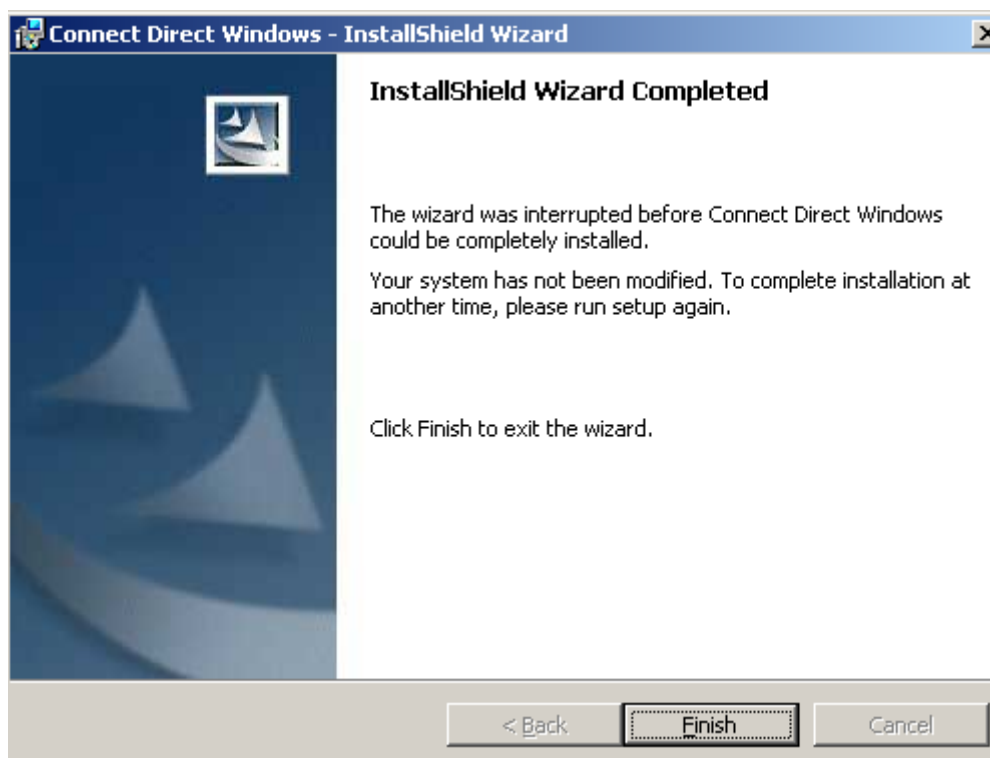 Connect Direct Windows - InstallShield Wizard
InstallShield Wizard Completed
The wizard was interrupted before Connect Direct Windows
could be completely installed.
Your system has not been modified. To complete installation at
another time, please run setup again.
Click Finish to exit the wizard.
< Back
Finish
Cancel